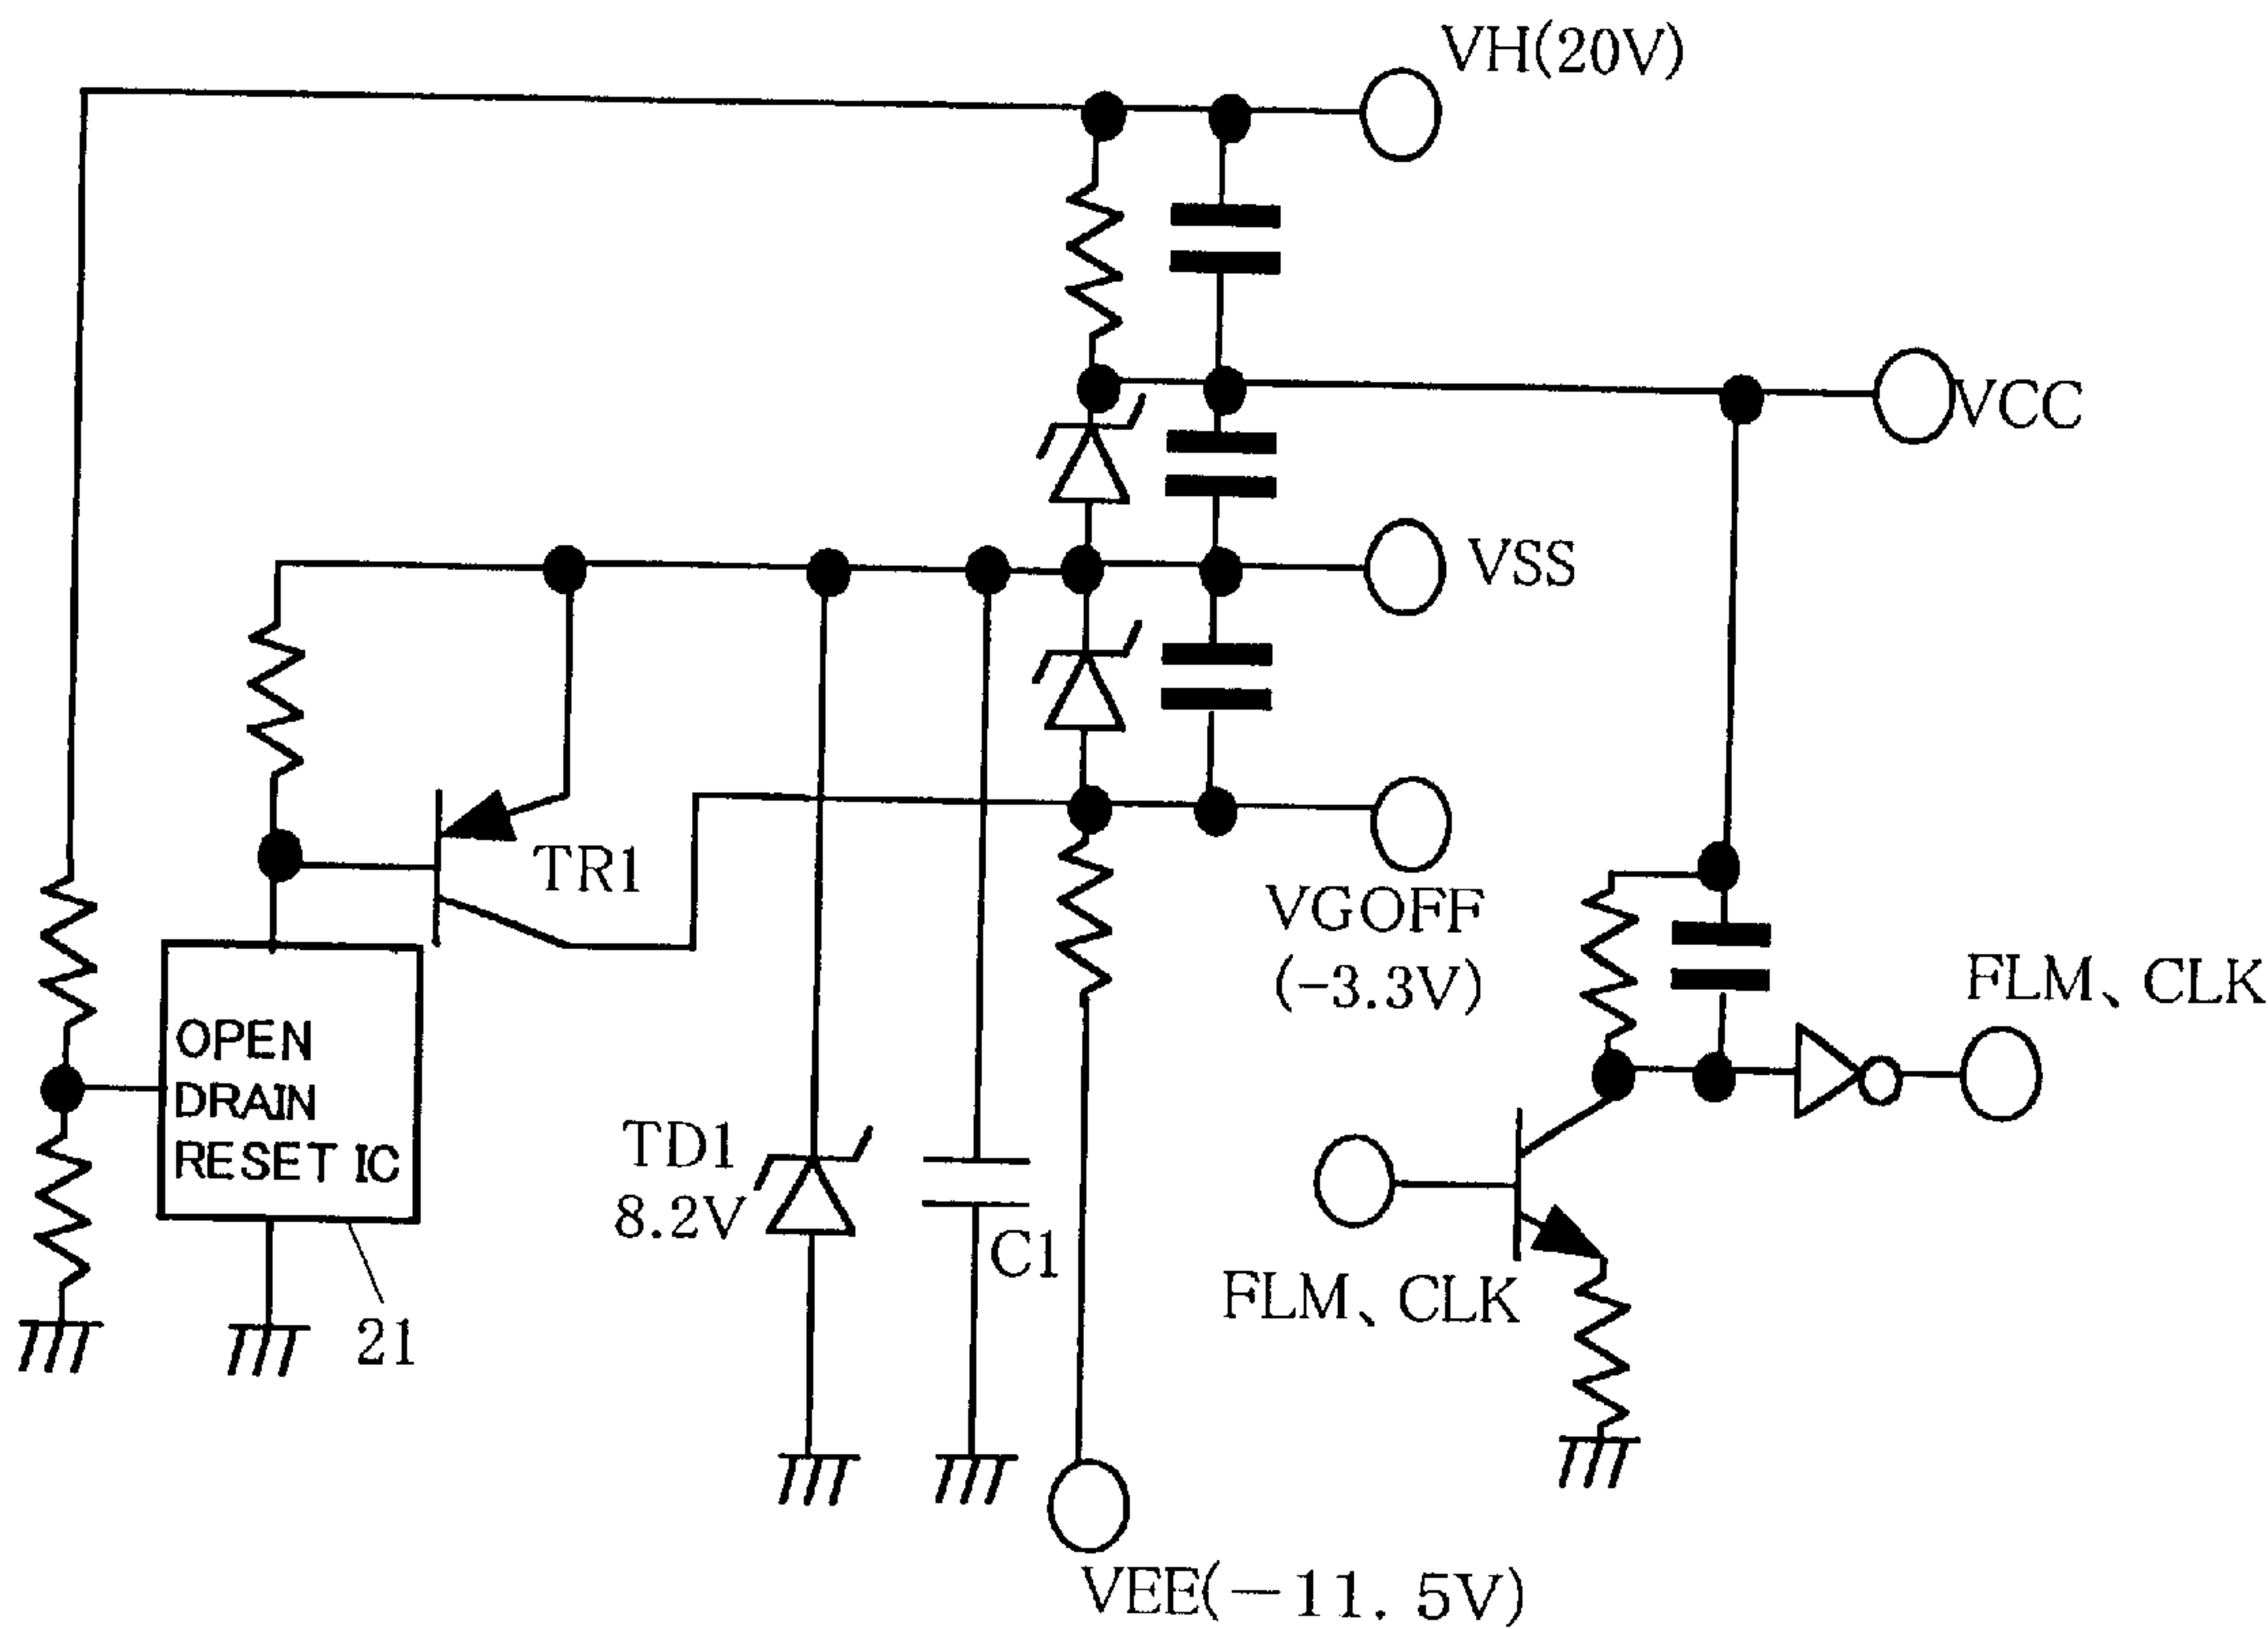 VH(20V)
VCC
VSS
TR1
VGOFF
(-3.3V)
FLM、CLK
OPEN
DRAIN
RESET IC
TD1
8.2V
C1
FLM、CLK
21
VEE(-11. 5V)